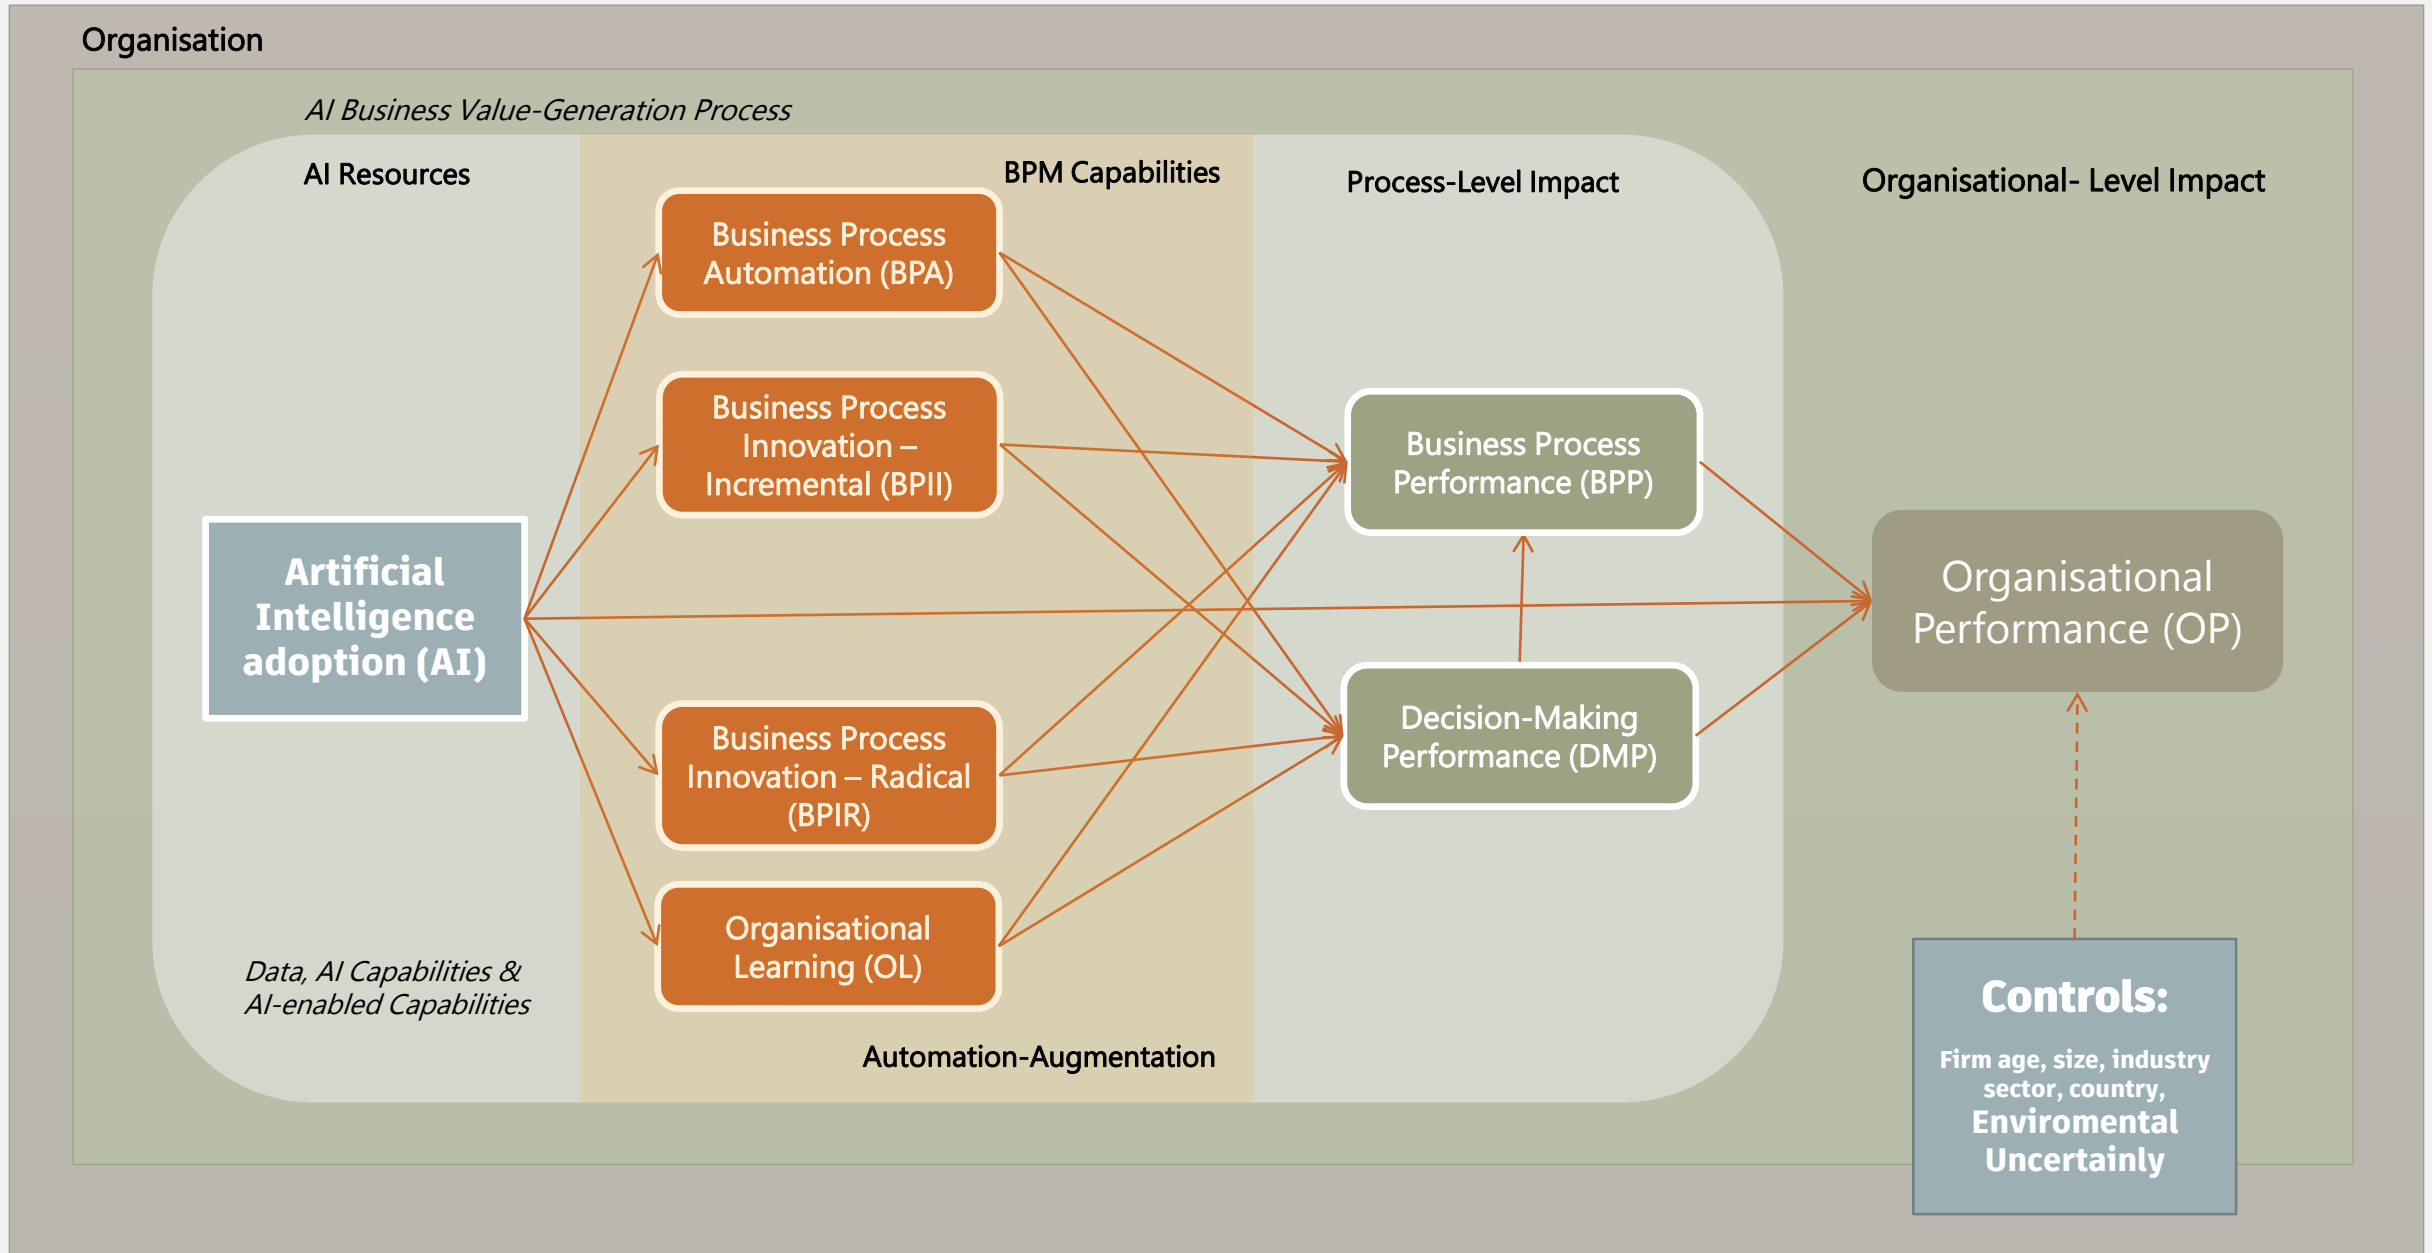 Organisation
AI Business Value-Generation Process
AI Resources
BPM Capabilities
Process-Level Impact
Organisational- Level Impact
Business Process
Automation (BPA)
Business Process
Innovation –
Incremental (BPII)
Artificial
Intelligence
adoption (AI)
Business Process
Innovation – Radical
(BPIR)
Organisational
Learning (OL)
Data, AI Capabilities &
AI-enabled Capabilities
Automation-Augmentation
Business Process
Performance (BPP)
Decision-Making
Performance (DMP)
Organisational
Performance (OP)
Controls:
Firm age, size, industry
sector, country,
Enviromental
Uncertainly